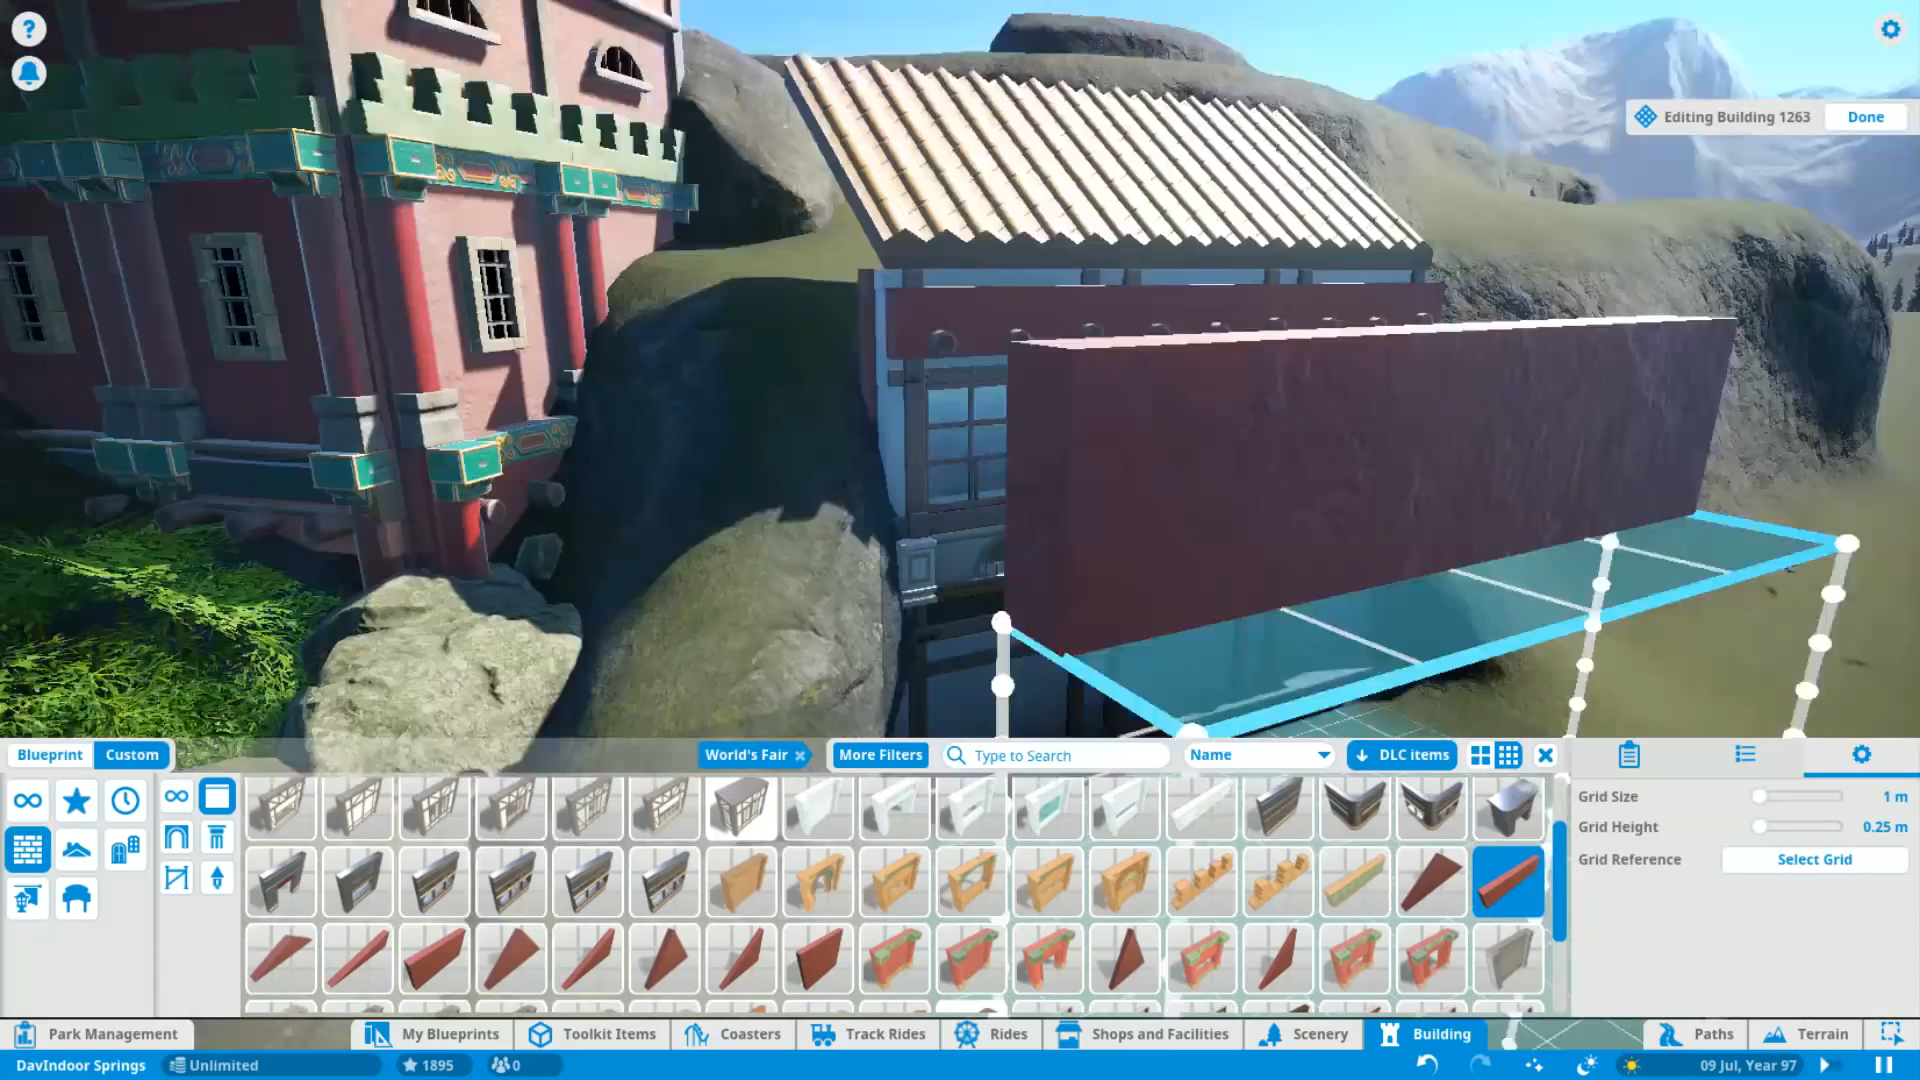 ?
Editing Building 1263
Done
Blueprint
Custom
World's Fair
More Filters
Type to Search
Name
DLC items
Grid Size
1 m
Grid Height
0.25 m
Grid Reference
Select Grid
Park Management
My Blueprints
Toolkit Items
Coasters
Track Rides
Rides
Shops and Facilities
Scenery
Building
Paths
Terrain
DavIndoor Springs
Unlimited
1895
0
09 Jul, Year 97